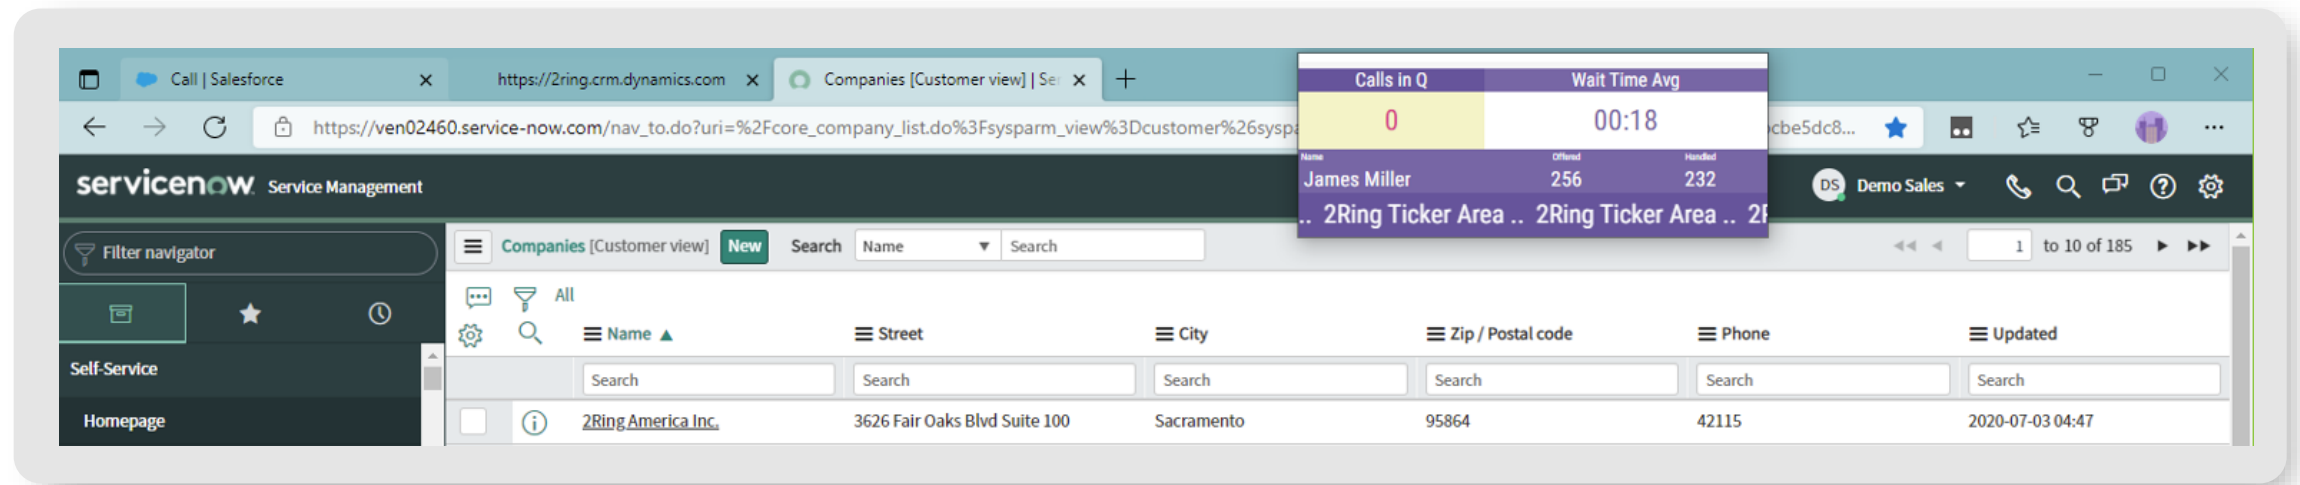 Call | Salesforce
https://2ring.crm.dynamics.com
Companies [Customer view] | Ser
https://ven02460.service-now.com/nav_to.do?uri=%2Fcore_company_list.do%3Fsysparm_view%3Dcustomer%26sysp
cbe5dc8...
Calls in Q
Wait Time Avg
0
00:18
Name
Offered
Handled
James Miller
256
232
.. 2Ring Ticker Area .. 2Ring Ticker Area .. 2R
servicenow. Service Management
DS Demo Sales
Filter navigator
Companies [Customer view] New Search Name Search
1 to 10 of 185
All
Name Street City Zip / Postal code Phone Updated
Self-Service
Search Search Search Search Search Search
Homepage
2Ring America Inc. 3626 Fair Oaks Blvd Suite 100 Sacramento 95864 42115 2020-07-03 04:47